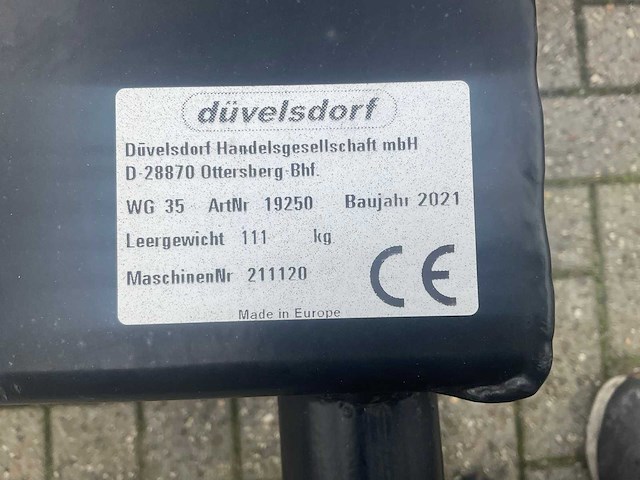 düvelsdorf
Düvelsdorf Handelsgesellschaft mbH
D-28870 Ottersberg-Bhf.
WG 35 ArtNr 19250 Baujahr 2021
Leergewicht 111 kg
MaschinenNr 211120
CE
Made in Europe